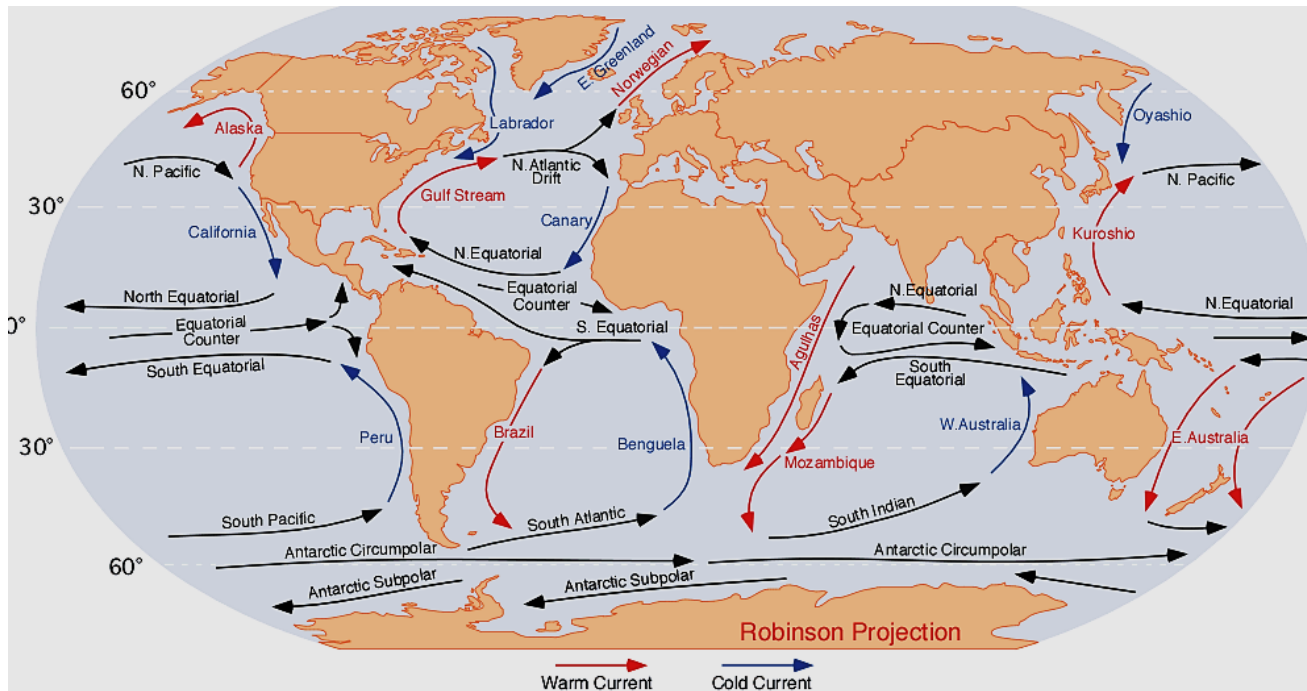 E. Greenland
Norwegian
60°
Labrador
Oyashio
Alaska
N. Pacific
N.Atlantic
Drift
N. Pacific
Gulf Stream
30°
California
Canary
Kuroshio
N.Equatorial
North Equatorial
Equatorial
Counter
N.Equatorial
N.Equatorial
0°
Equatorial
Counter
S. Equatorial
Equatorial Counter
South Equatorial
Agulhas
South
Equatorial
Peru
Brazil
Benguela
W.Australia
E.Australia
30°
Mozambique
South Pacific
South Atlantic
South Indian
Antarctic Circumpolar
Antarctic Circumpolar
60°
Antarctic Subpolar
Antarctic Subpolar
Robinson Projection
Warm Current
Cold Current